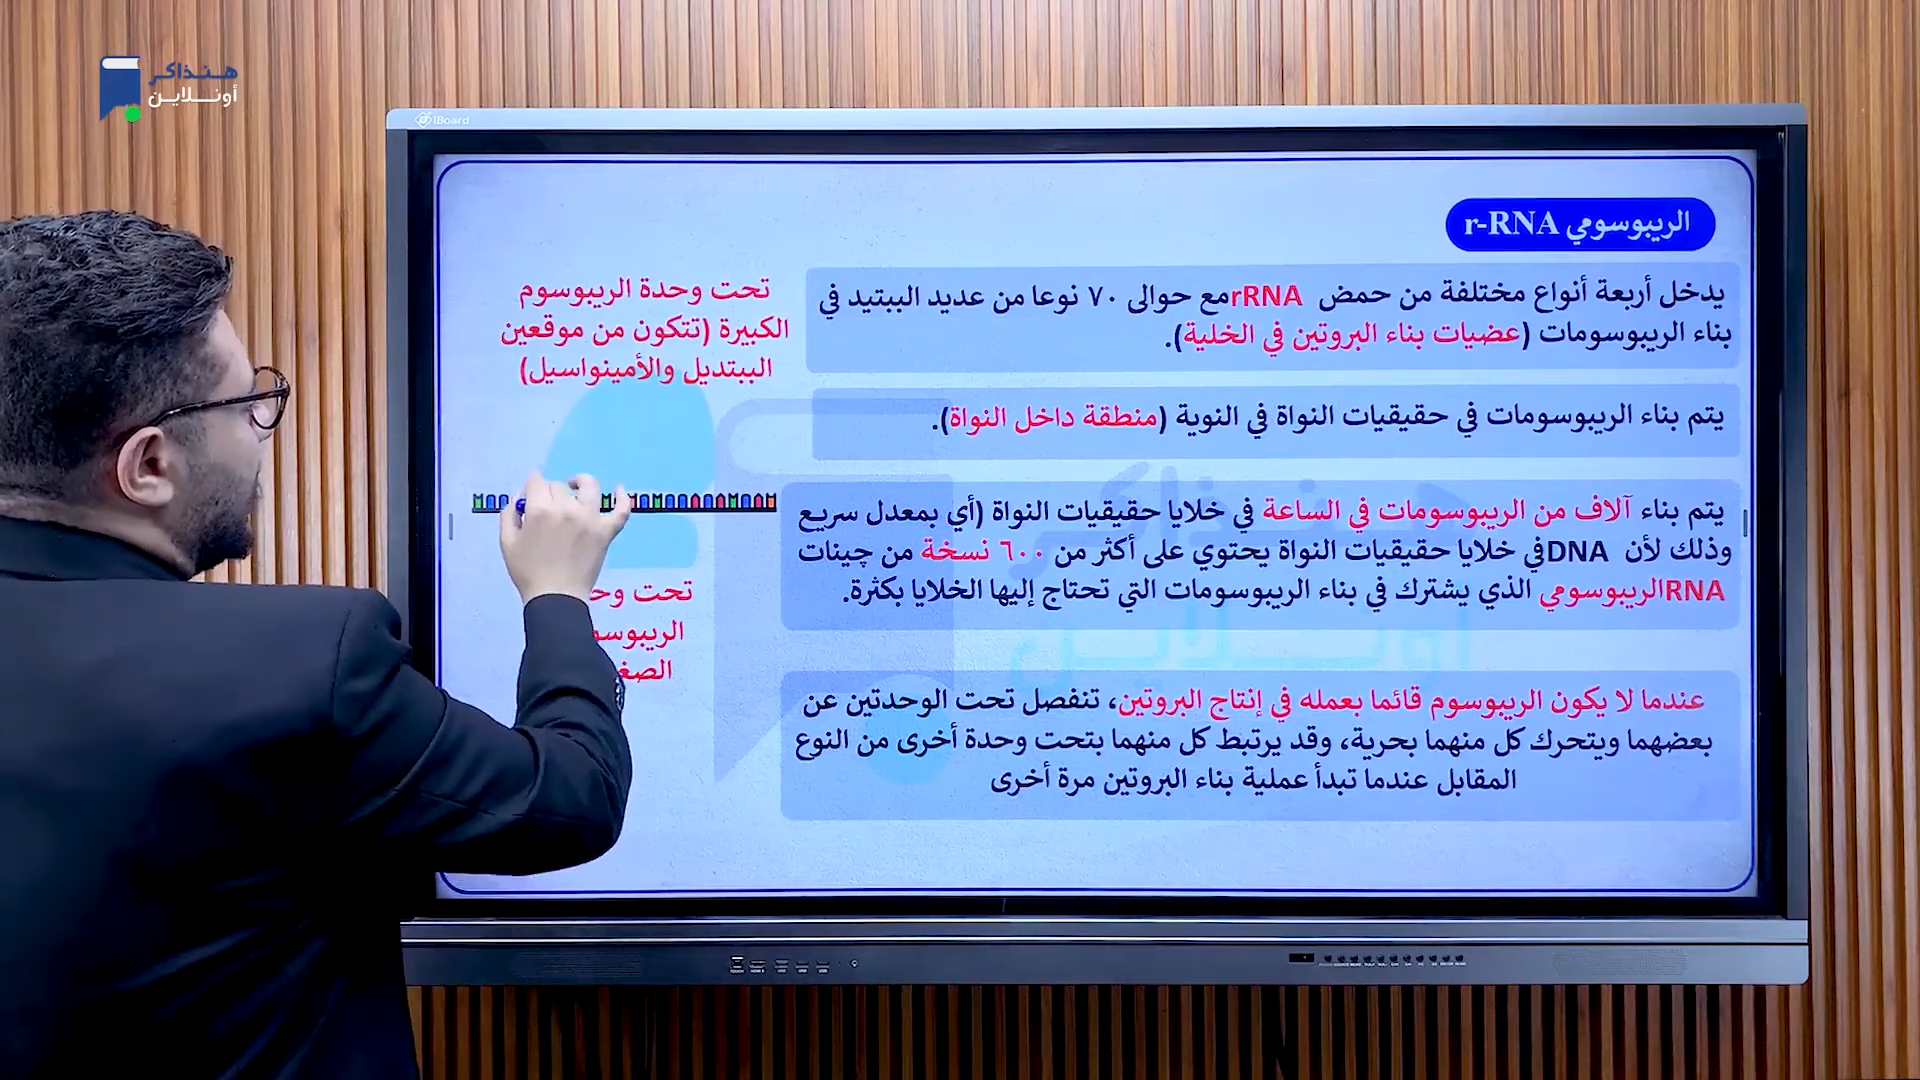 هنذاكر
أونلاين
iBoard
الريبوسومي r-RNA
يدخل أربعة أنواع مختلفة من حمض rRNA مع حوالى ٧٠ نوعا من عديد الببتيد في
بناء الريبوسومات (عضيات بناء البروتين في الخلية).
يتم بناء الريبوسومات في حقيقيات النواة في النوية (منطقة داخل النواة).
يتم بناء آلاف من الريبوسومات في الساعة في خلايا حقيقيات النواة (أي بمعدل سريع
وذلك لأن DNA في خلايا حقيقيات النواة يحتوي على أكثر من ٦٠٠ نسخة من چينات
RNA الريبوسومي الذي يشترك في بناء الريبوسومات التي تحتاج إليها الخلايا بكثرة.
عندما لا يكون الريبوسوم قائما بعمله في إنتاج البروتين، تنفصل تحت الوحدتين عن
بعضهما ويتحرك كل منهما بحرية، وقد يرتبط كل منهما بتحت وحدة أخرى من النوع
المقابل عندما تبدأ عملية بناء البروتين مرة أخرى
تحت وحدة الريبوسوم
الكبيرة (تتكون من موقعين
الببتديل والأمينواسيل)
تحت